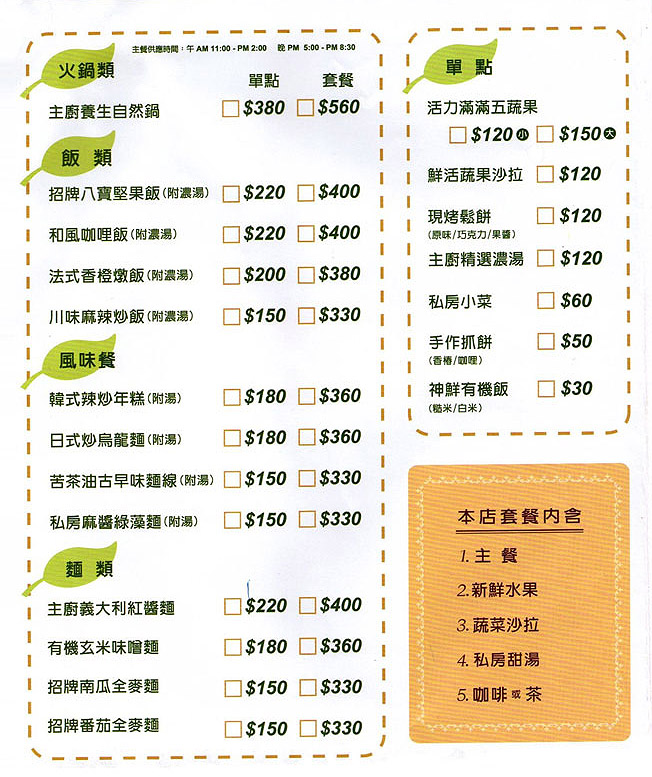 主餐供應時間：午 AM 11:00 - PM 2:00 晚 PM 5:00 - PM 8:30
火鍋類
單點 套餐
主廚養生自然鍋 $380 $560
飯 類
招牌八寶堅果飯(附濃湯) $220 $400
和風咖哩飯(附濃湯) $220 $400
法式香橙燉飯(附濃湯) $200 $380
川味麻辣炒飯(附濃湯) $150 $330
風味餐
韓式辣炒年糕(附湯) $180 $360
日式炒烏龍麵(附湯) $180 $360
苦茶油古早味麵線(附湯) $150 $330
私房麻醬綠藻麵(附湯) $150 $330
麵 類
主廚義大利紅醬麵 $220 $400
有機玄米味噌麵 $180 $360
招牌南瓜全麥麵 $150 $330
招牌番茄全麥麵 $150 $330
單 點
活力滿滿五蔬果
$120 小 $150 大
鮮活蔬果沙拉 $120
現烤鬆餅 $120
(原味/巧克力/果醬)
主廚精選濃湯 $120
私房小菜 $60
手作抓餅 $50
(香椿/咖哩)
神鮮有機飯 $30
(糙米/白米)
本店套餐內含
1. 主 餐
2. 新鮮水果
3. 蔬菜沙拉
4. 私房甜湯
5. 咖啡 或 茶